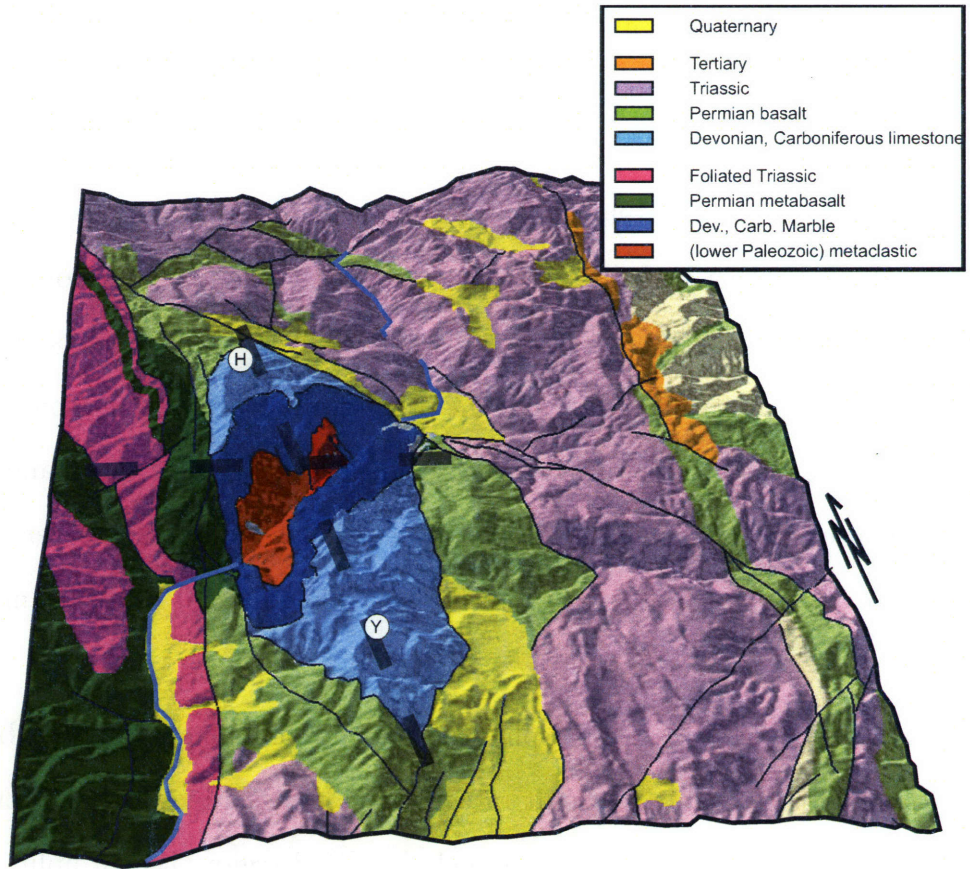 Quaternary
Tertiary
Triassic
Permian basalt
Devonian, Carboniferous limestone
Foliated Triassic
Permian metabasalt
Dev., Carb. Marble
(lower Paleozoic) metaclastic
H
N
Y